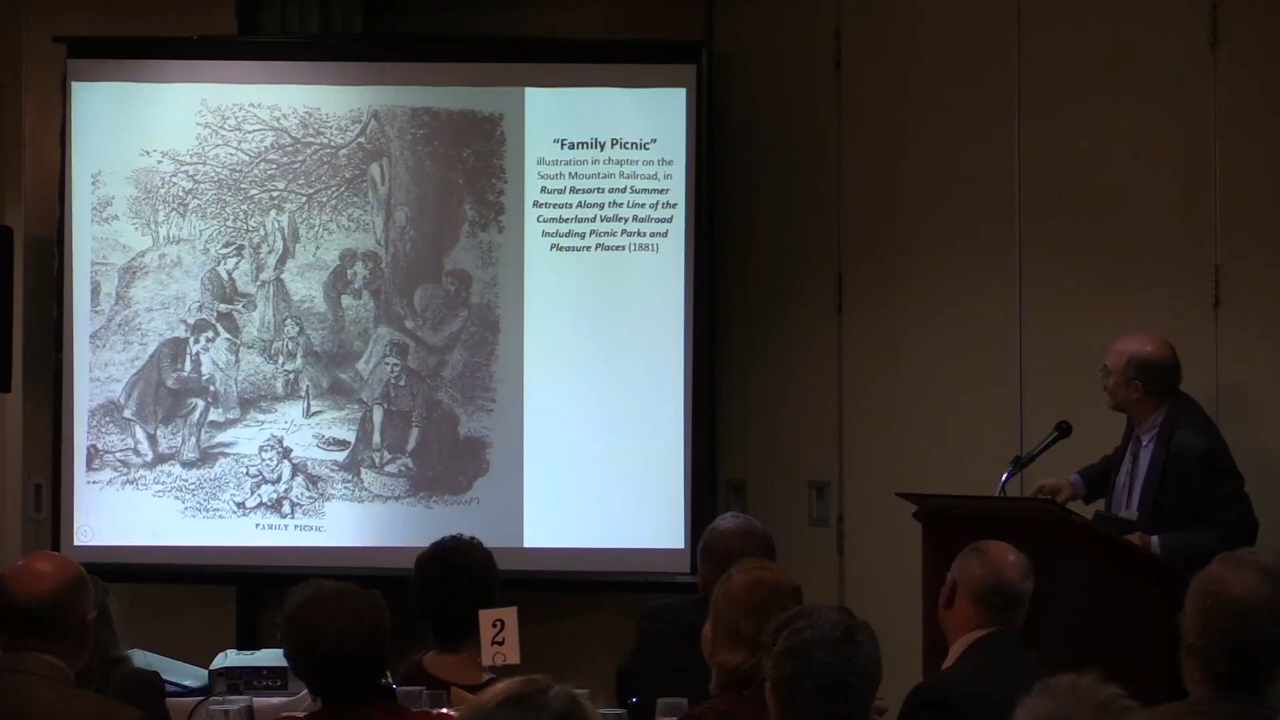 "Family Picnic"
illustration in chapter on the
South Mountain Railroad, in
Rural Resorts and Summer
Retreats Along the Line of the
Cumberland Valley Railroad
Including Picnic Parks and
Pleasure Places (1881)
FAMILY PICNIC.
2